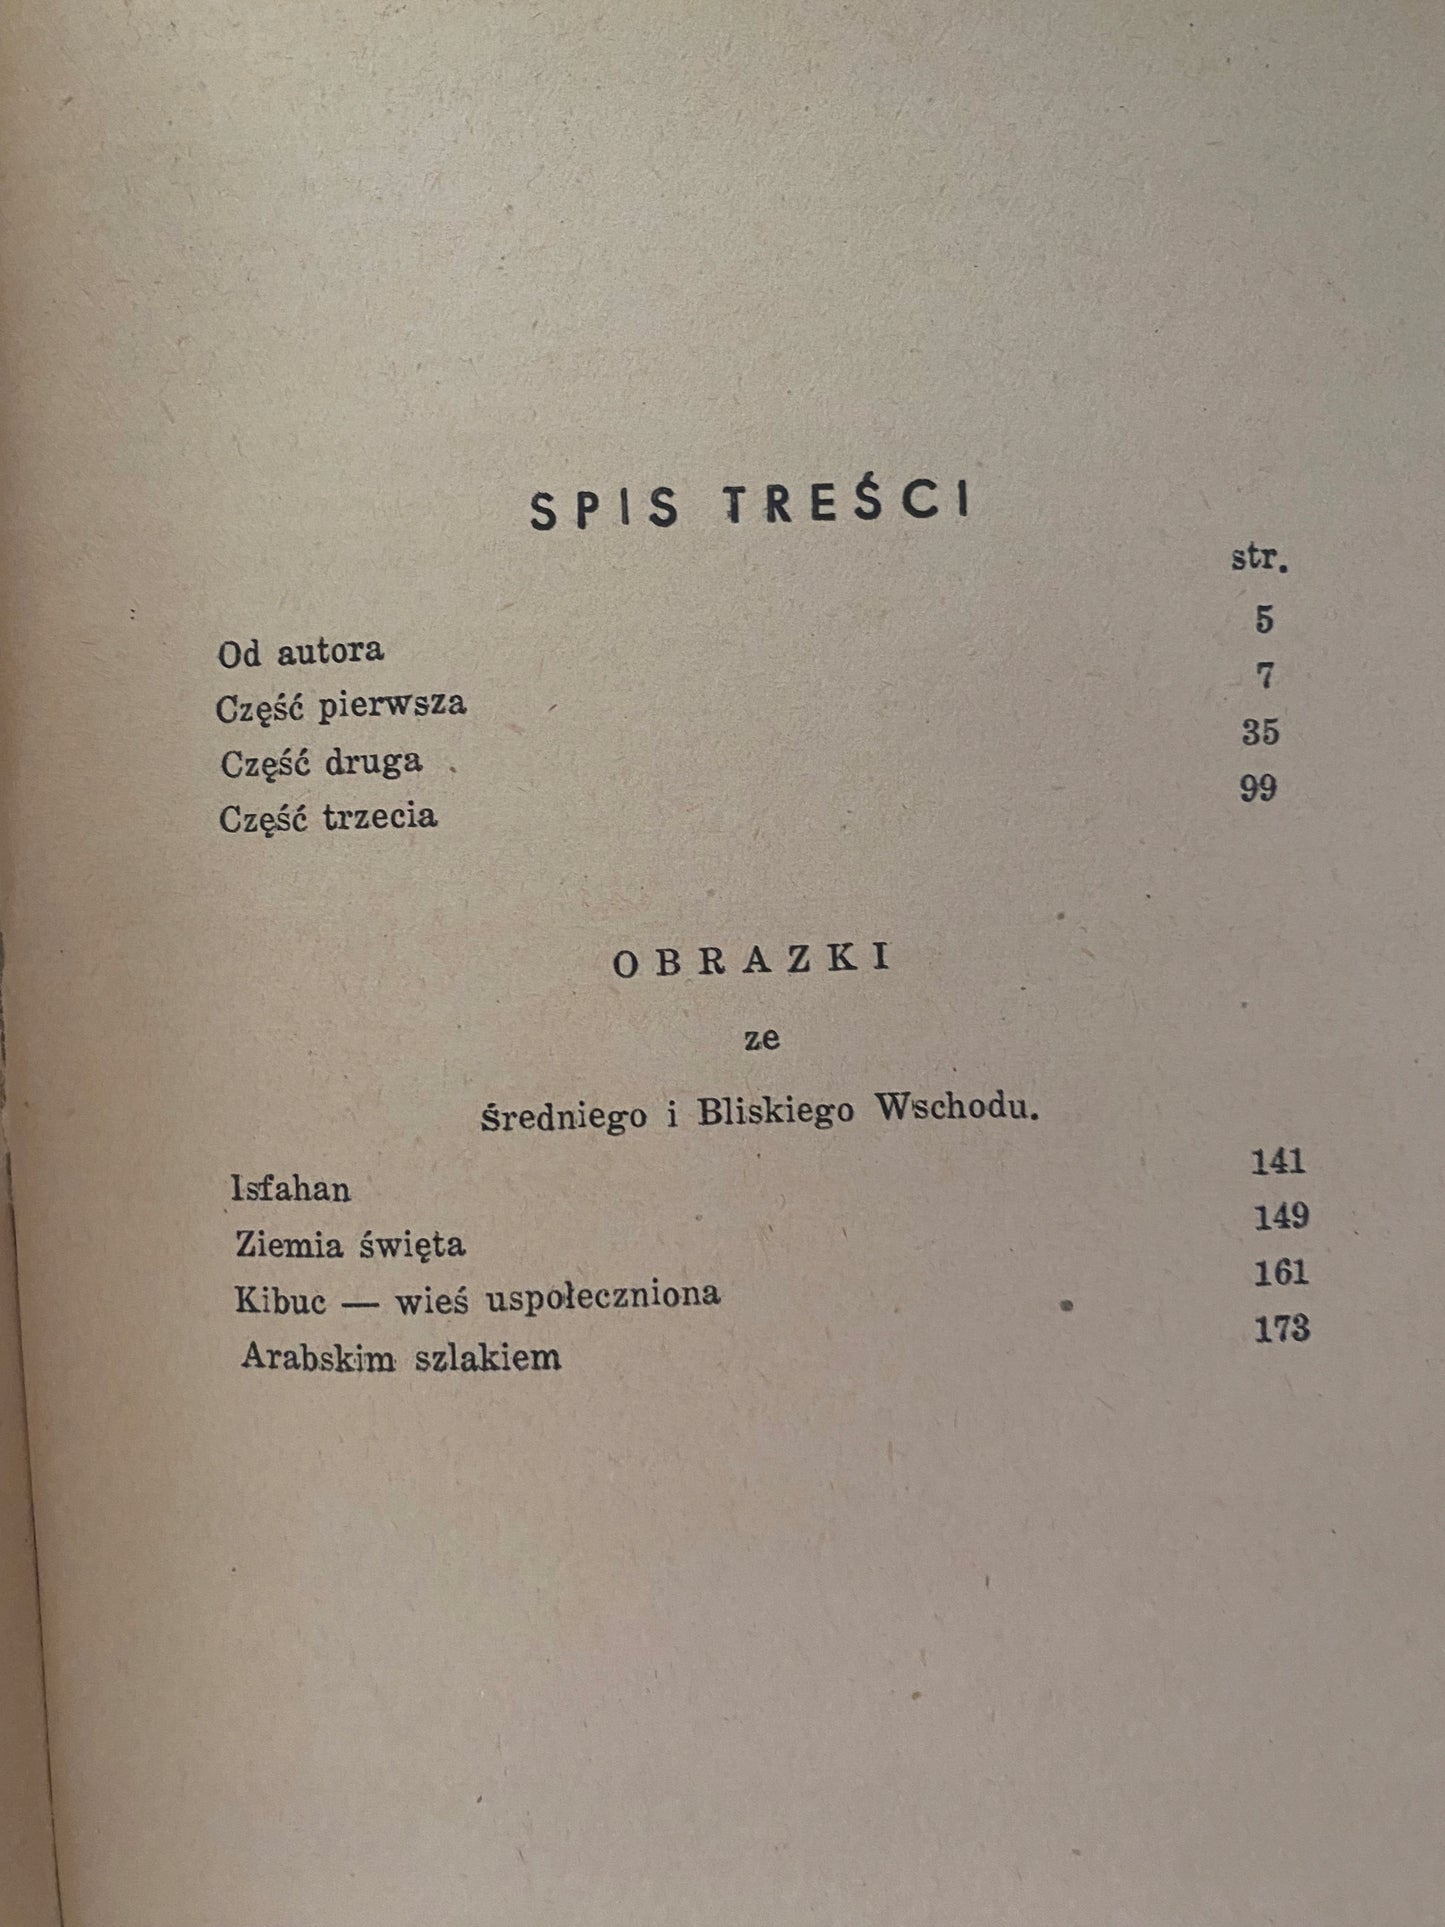 SPIS TREŚCI
str.
Od autora 5
Część pierwsza 7
Część druga 35
Część trzecia 99
OBRAZKI
ze
Średniego i Bliskiego Wschodu.
Isfahan 141
Ziemia święta 149
Kibuc — wieś uspołeczniona 161
Arabskim szlakiem 173